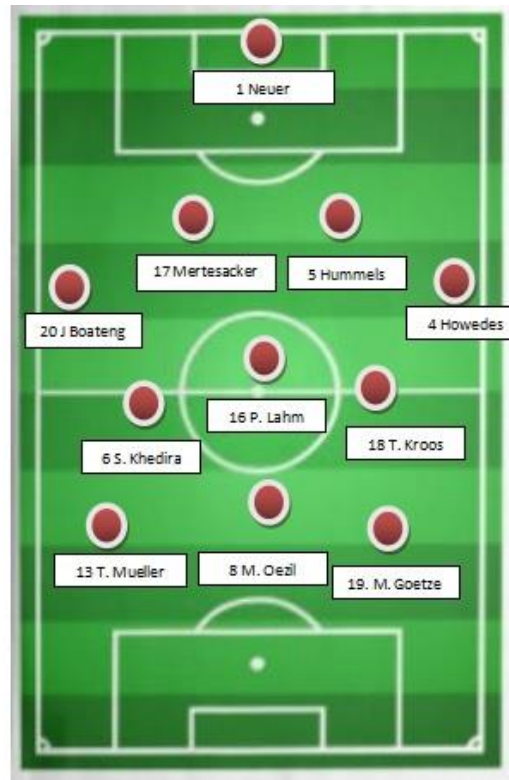 1 Neuer
17 Mertesacker
5 Hummels
20 J Boateng
4 Howedes
16 P. Lahm
6 S. Khedira
18 T. Kroos
13 T. Mueller
8 M. Oezil
19. M. Goetze